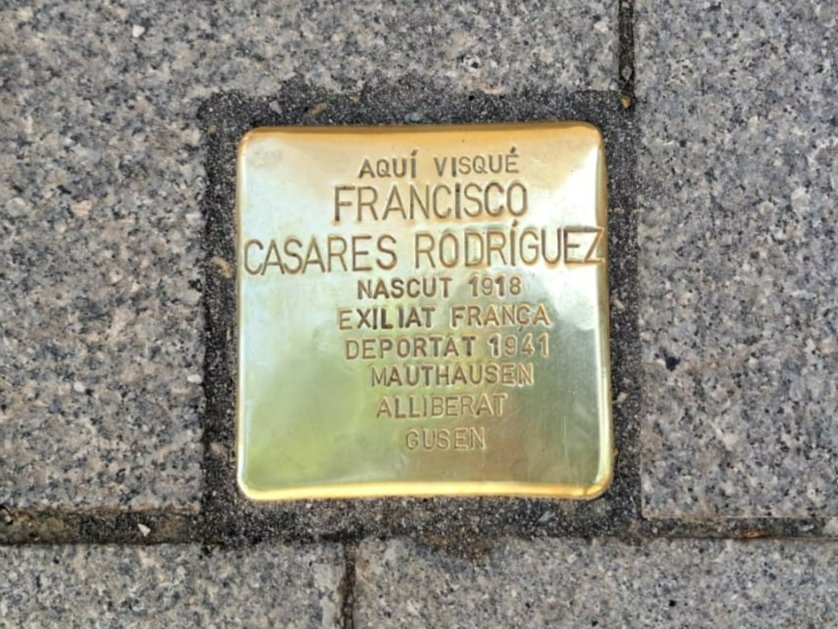 AQUÍ VISQUÉ
FRANCISCO
CASARES RODRÍGUEZ
NASCUT 1918
EXILIAT FRANÇA
DEPORTAT 1941
MAUTHAUSEN
ALLIBERAT
GUSEN